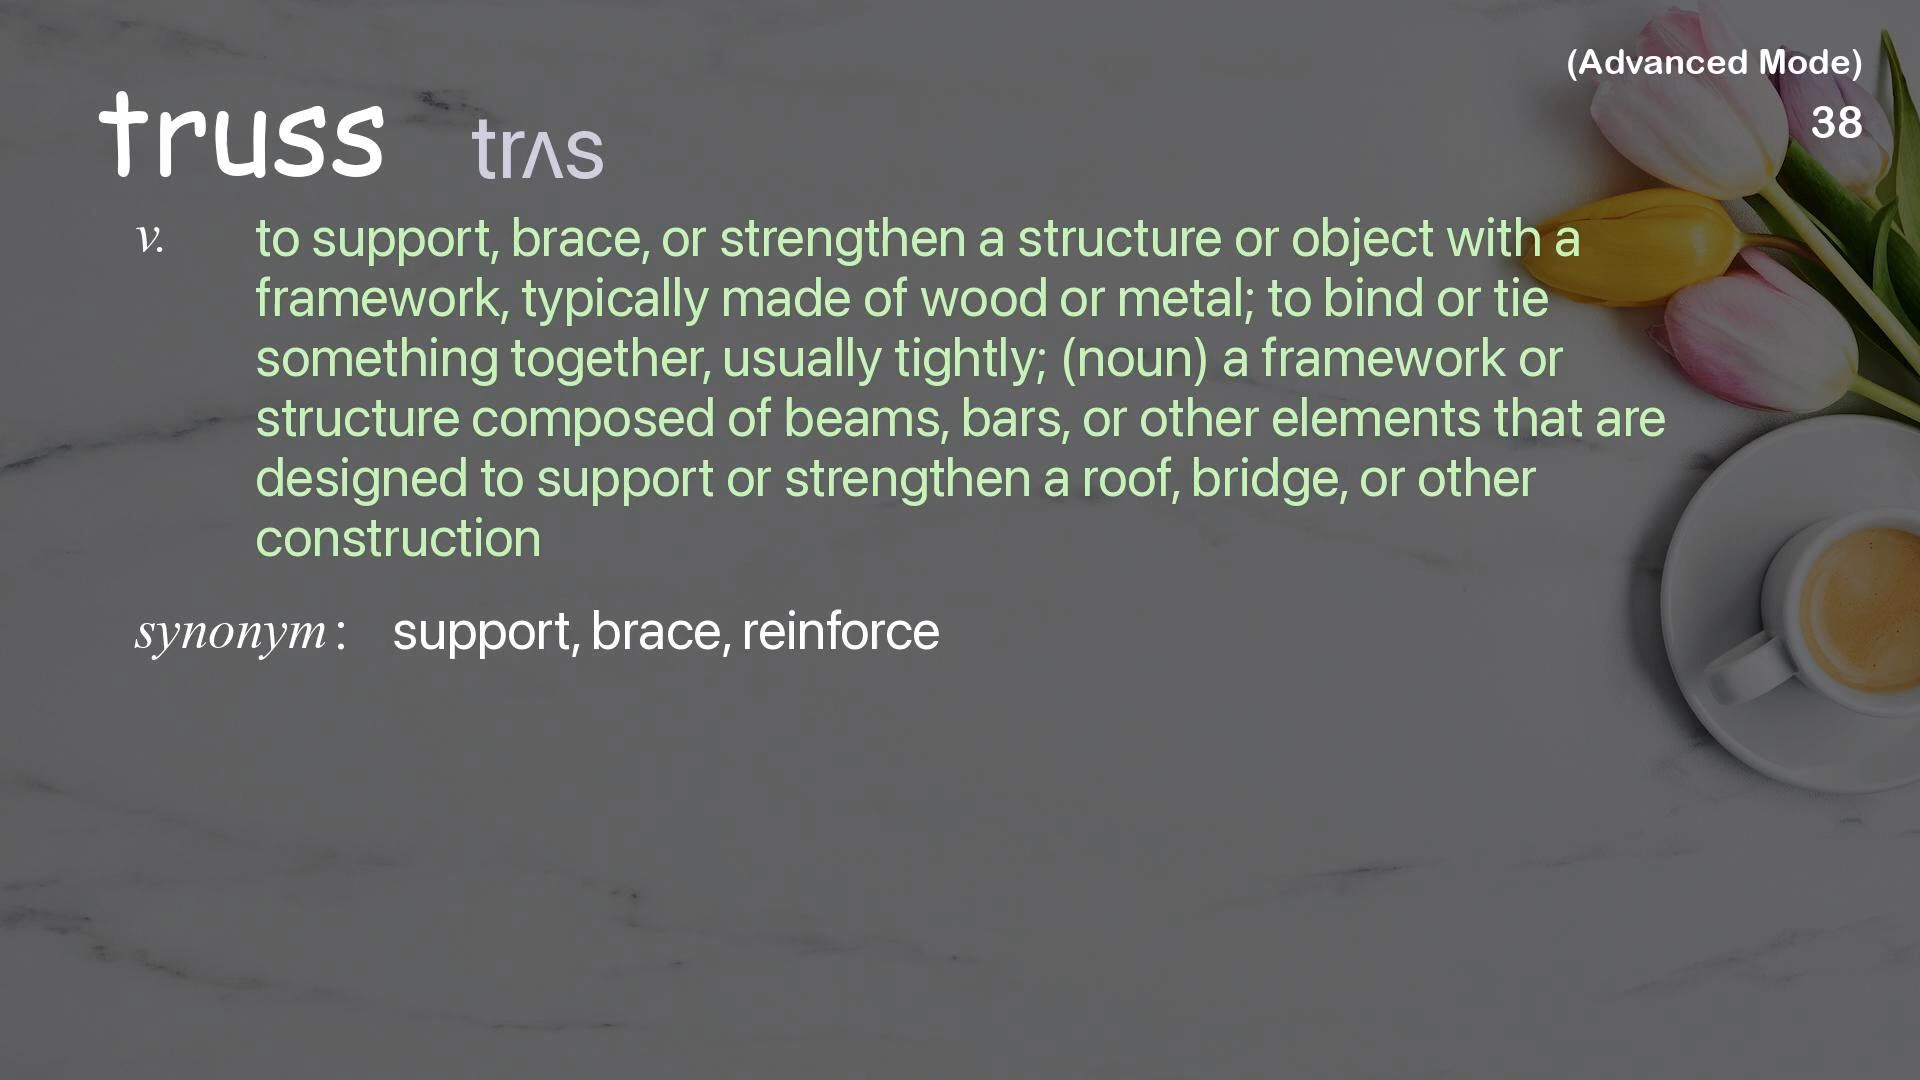 (Advanced Mode)
38
truss trʌs
v. to support, brace, or strengthen a structure or object with a
framework, typically made of wood or metal; to bind or tie
something together, usually tightly; (noun) a framework or
structure composed of beams, bars, or other elements that are
designed to support or strengthen a roof, bridge, or other
construction
synonym : support, brace, reinforce